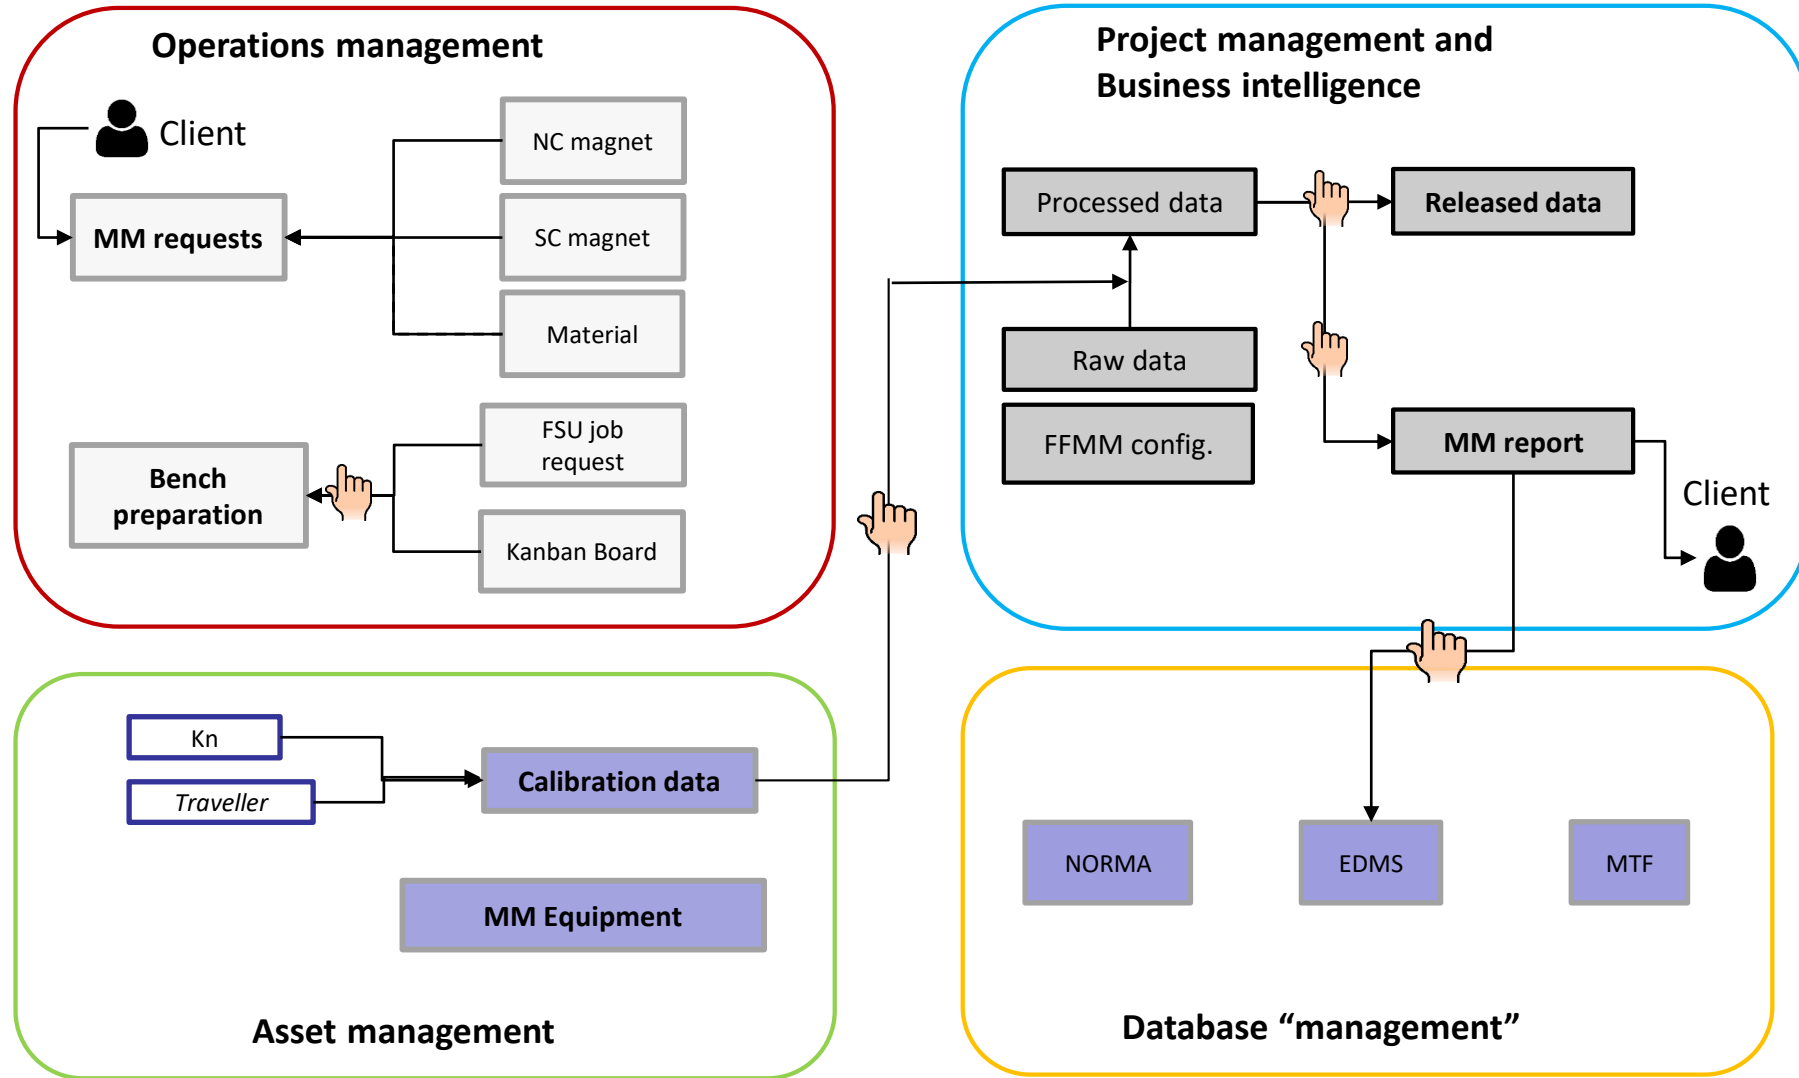 Operations management
Client
MM requests
NC magnet
SC magnet
Material
Bench
preparation
FSU job
request
Kanban Board
Project management and
Business intelligence
Processed data
Released data
Raw data
FFMM config.
MM report
Client
Kn
Traveller
Calibration data
MM Equipment
Asset management
NORMA
EDMS
MTF
Database “management”